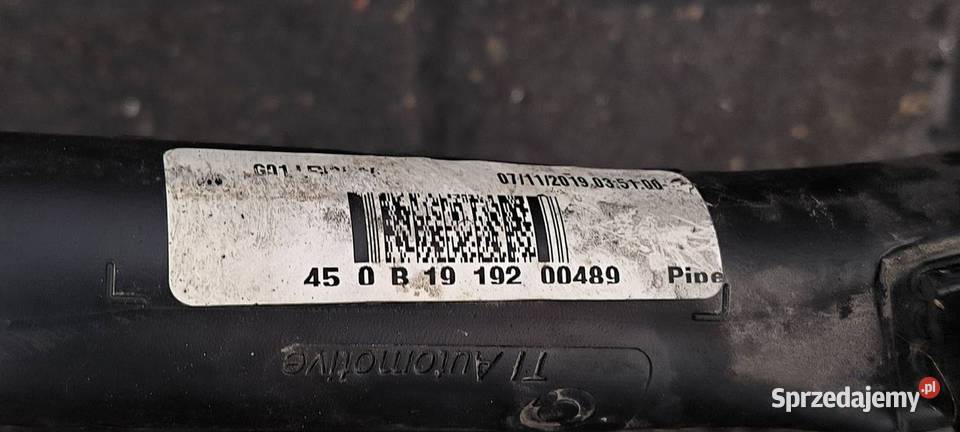 G01
07/11/2019 03:51:00
45 0 B 19 192 00489 Pipe
TI Automotive
Sprzedajemy.pl